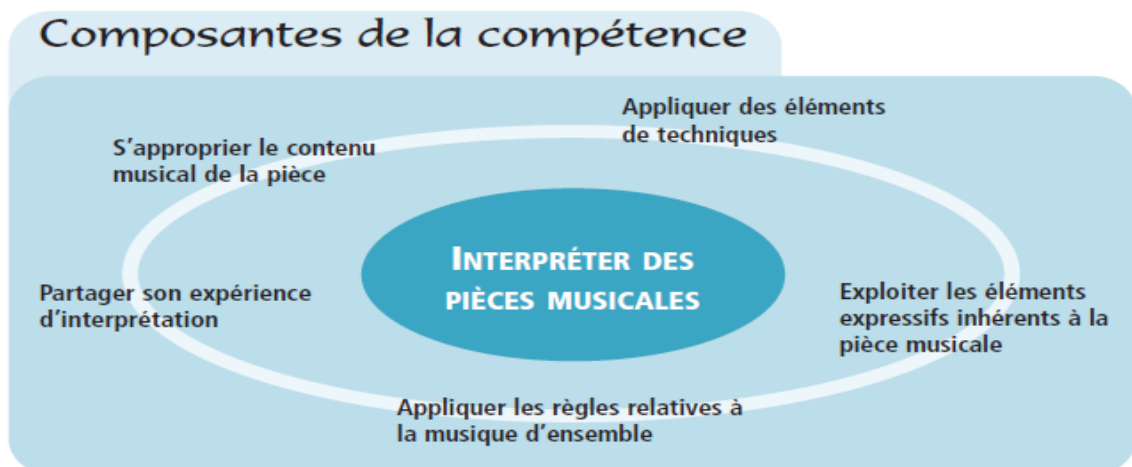 Composantes de la compétence
Appliquer des éléments
de techniques
S’approprier le contenu
musical de la pièce
INTERPRÉTER DES
PIÈCES MUSICALES
Partager son expérience
d’interprétation
Exploiter les éléments
expressifs inhérents à la
pièce musicale
Appliquer les règles relatives à
la musique d’ensemble